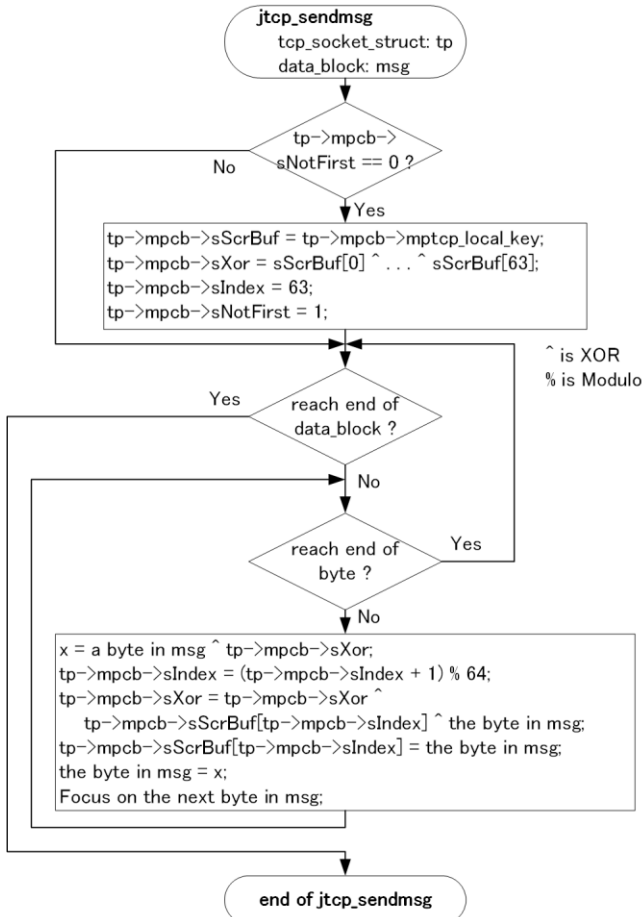 jtcp_sendmsg
tcp_socket_struct: tp
data_block: msg
tp->mpcb->
sNotFirst == 0 ?
No
Yes
tp->mpcb->sScrBuf = tp->mpcb->mptcp_local_key;
tp->mpcb->sXor = sScrBuf[0] ^ . . . ^ sScrBuf[63];
tp->mpcb->sIndex = 63;
tp->mpcb->sNotFirst = 1;
^ is XOR
% is Modulo
Yes
reach end of
data_block ?
No
reach end of
byte ?
Yes
No
x = a byte in msg ^ tp->mpcb->sXor;
tp->mpcb->sIndex = (tp->mpcb->sIndex + 1) % 64;
tp->mpcb->sXor = tp->mpcb->sXor ^
tp->mpcb->sScrBuf[tp->mpcb->sIndex] ^ the byte in msg;
tp->mpcb->sScrBuf[tp->mpcb->sIndex] = the byte in msg;
the byte in msg = x;
Focus on the next byte in msg;
end of jtcp_sendmsg